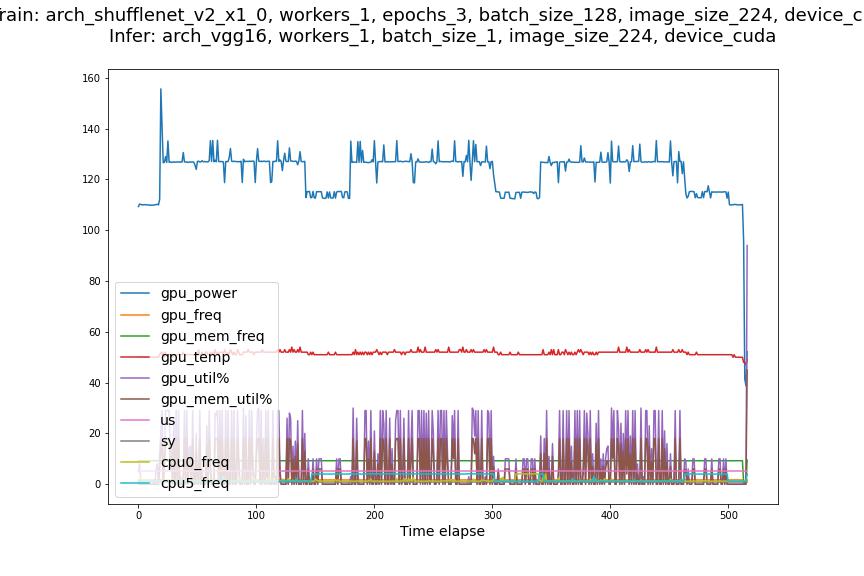 rain: arch_shufflenet_v2_x1_0, workers_1, epochs_3, batch_size_128, image_size_224, device_c
Infer: arch_vgg16, workers_1, batch_size_1, image_size_224, device_cuda
160
140
120
100
80
60
40
20
0
gpu_power
gpu_freq
gpu_mem_freq
gpu_temp
gpu_util%
gpu_mem_util%
us
sy
cpu0_freq
cpu5_freq
0 100 200 300 400 500
Time elapse